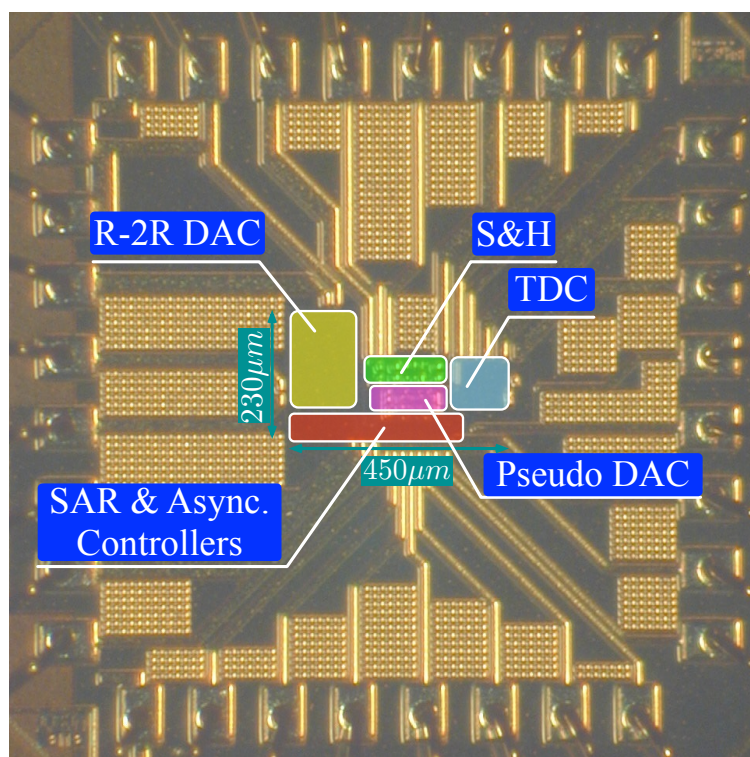 R-2R DAC
S&H
TDC
230μm
450μm
Pseudo DAC
SAR & Async.
Controllers